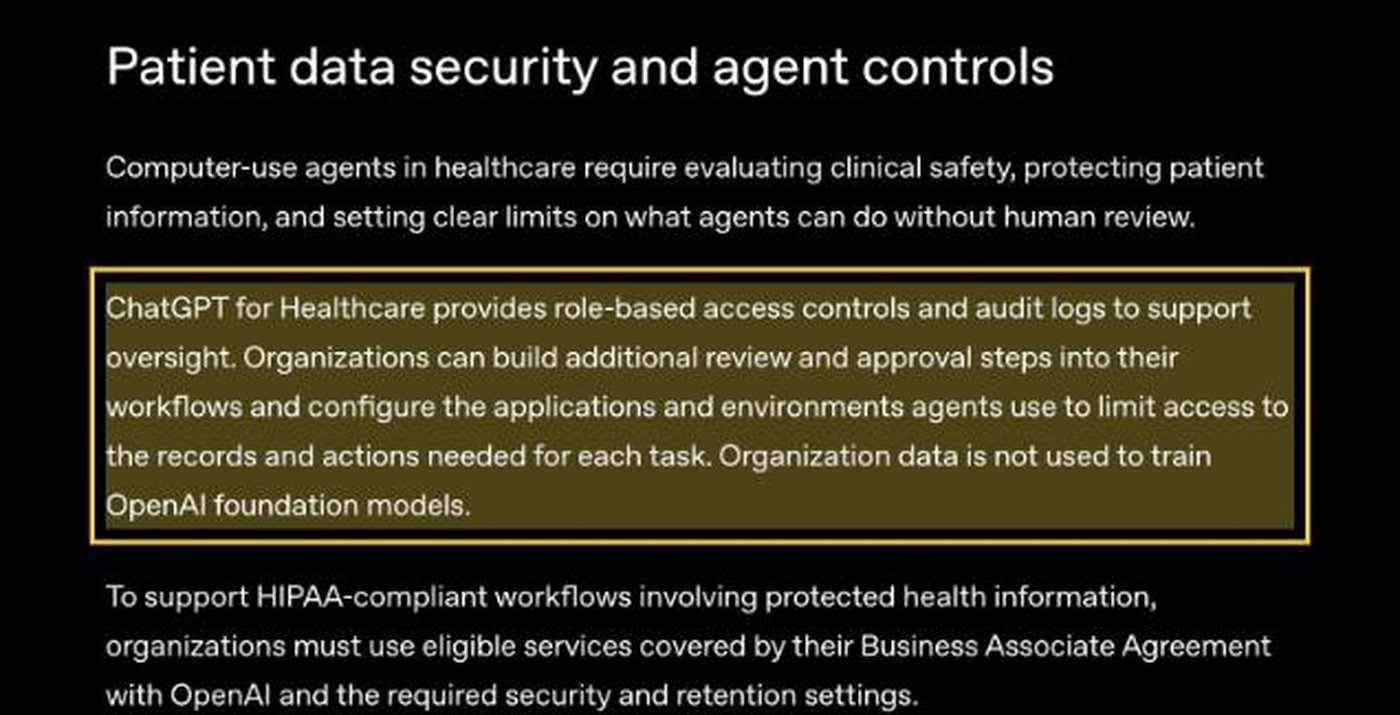 Patient data security and agent controls
Computer-use agents in healthcare require evaluating clinical safety, protecting patient
information, and setting clear limits on what agents can do without human review.
ChatGPT for Healthcare provides role-based access controls and audit logs to support
oversight. Organizations can build additional review and approval steps into their
workflows and configure the applications and environments agents use to limit access to
the records and actions needed for each task. Organization data is not used to train
OpenAI foundation models.
To support HIPAA-compliant workflows involving protected health information,
organizations must use eligible services covered by their Business Associate Agreement
with OpenAI and the required security and retention settings.